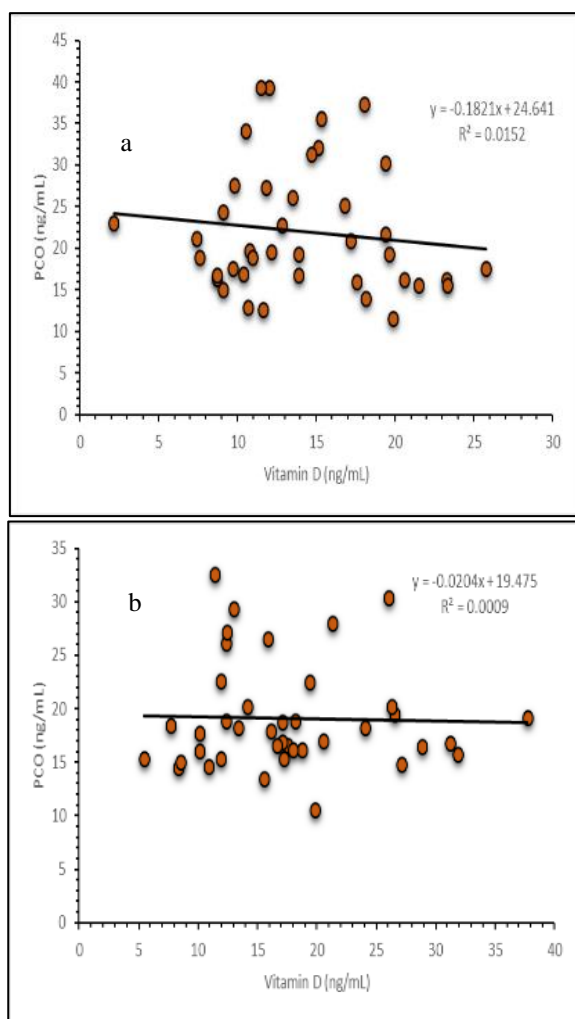 45
40
35
30
25
20
15
10
5
0
PCO (ng/mL)
a
y = -0.1821x + 24.641
R² = 0.0152
0 5 10 15 20 25 30
Vitamin D (ng/mL)
35
30
25
20
15
10
5
0
PCO (ng/mL)
b
y = -0.0204x + 19.475
R² = 0.0009
0 5 10 15 20 25 30 35 40
Vitamin D (ng/mL)